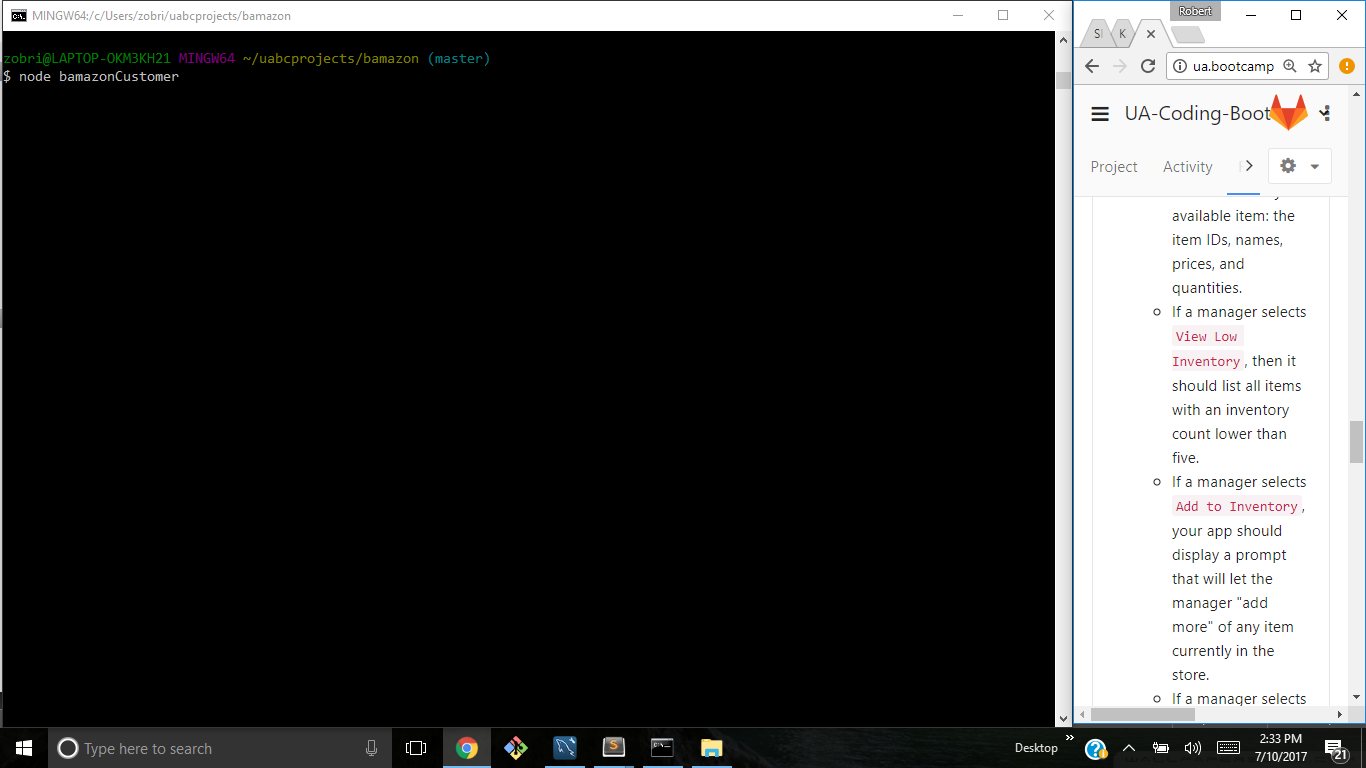 MINGW64:/c/Users/zobri/uabcprojects/bamazon
zobri@LAPTOP-OKM3KH21 MINGW64 ~/uabcprojects/bamazon (master)
$ node bamazonCustomer
Robert
S
K
ua.bootcamp
UA-Coding-Boot
Project Activity
available item: the
item IDs, names,
prices, and
quantities.
If a manager selects
View Low
Inventory, then it
should list all items
with an inventory
count lower than
five.
If a manager selects
Add to Inventory,
your app should
display a prompt
that will let the
manager "add
more" of any item
currently in the
store.
If a manager selects
Type here to search
Desktop
2:33 PM
7/10/2017
21